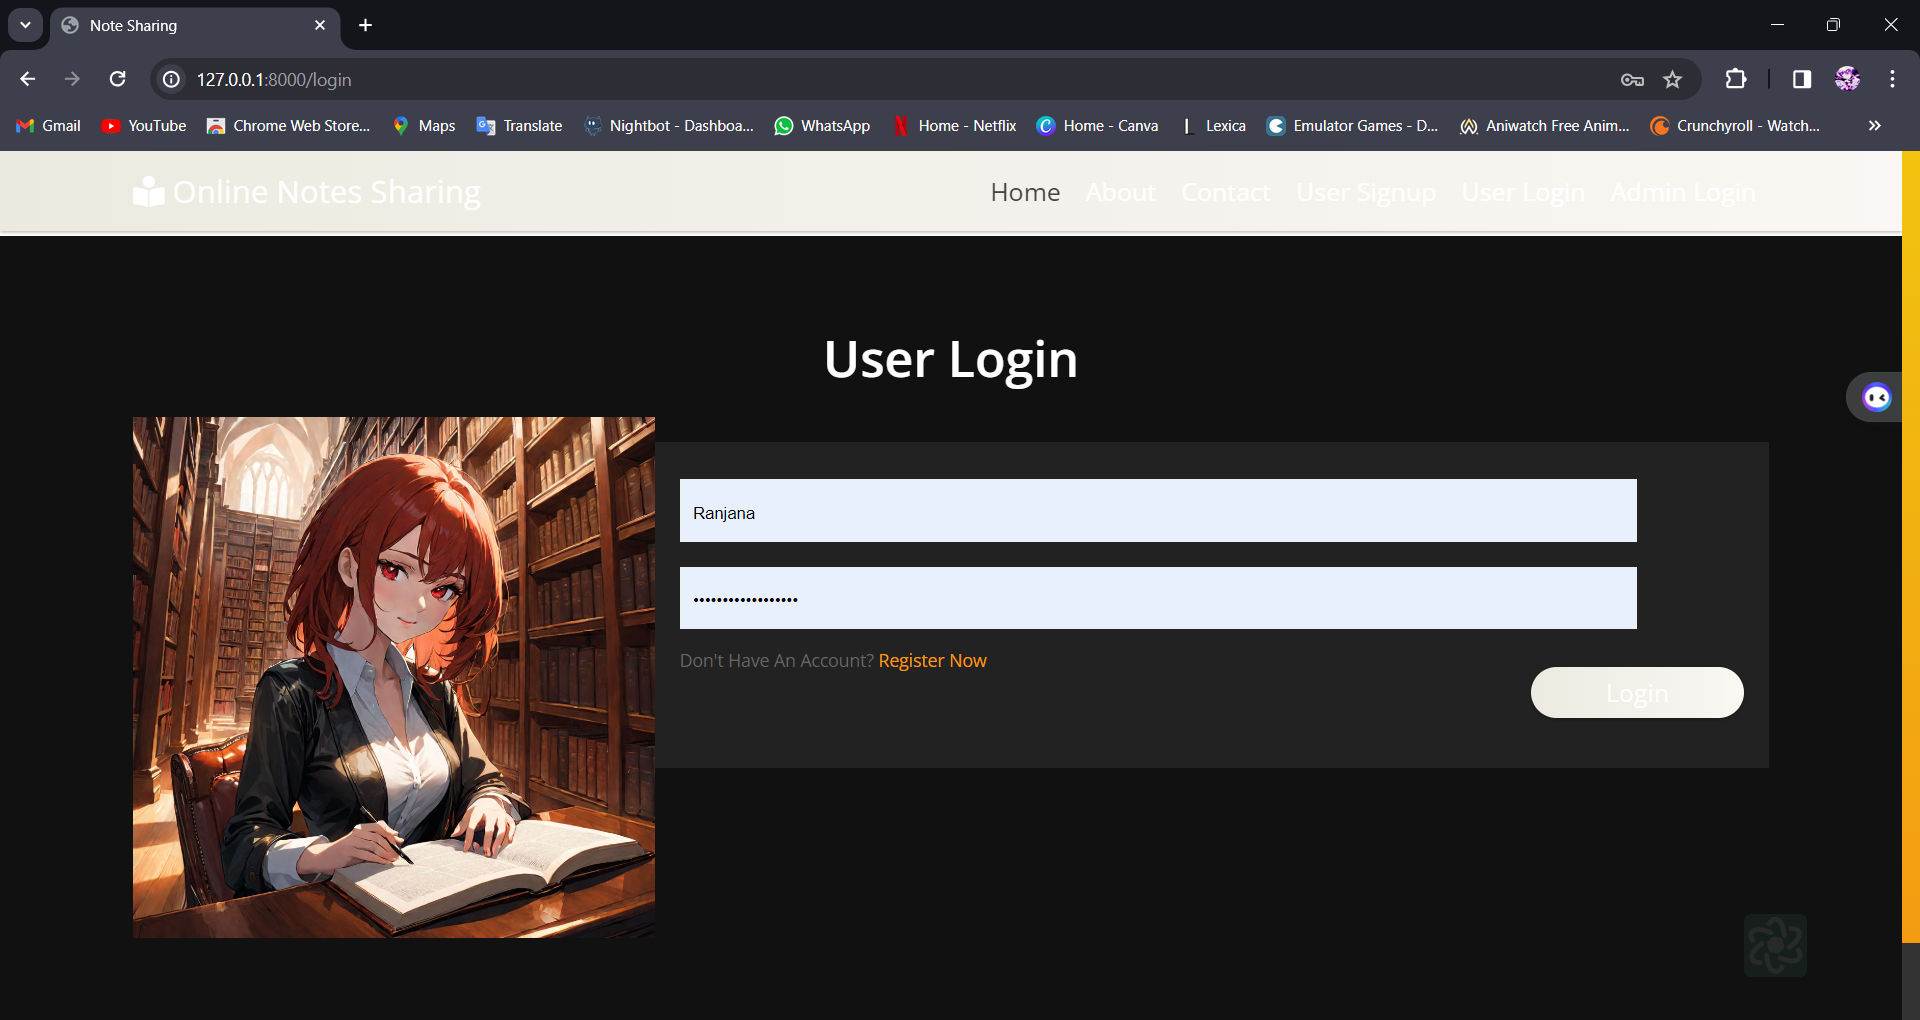 Note Sharing
127.0.0.1:8000/login
Gmail YouTube Chrome Web Store... Maps Translate Nightbot - Dashboa... WhatsApp Home - Netflix Home - Canva Lexica Emulator Games - D... Aniwatch Free Anim... Crunchyroll - Watch...
Online Notes Sharing Home About Contact User Signup User Login Admin Login
User Login
Ranjana
••••••••••••••••••
Don't Have An Account? Register Now
Login